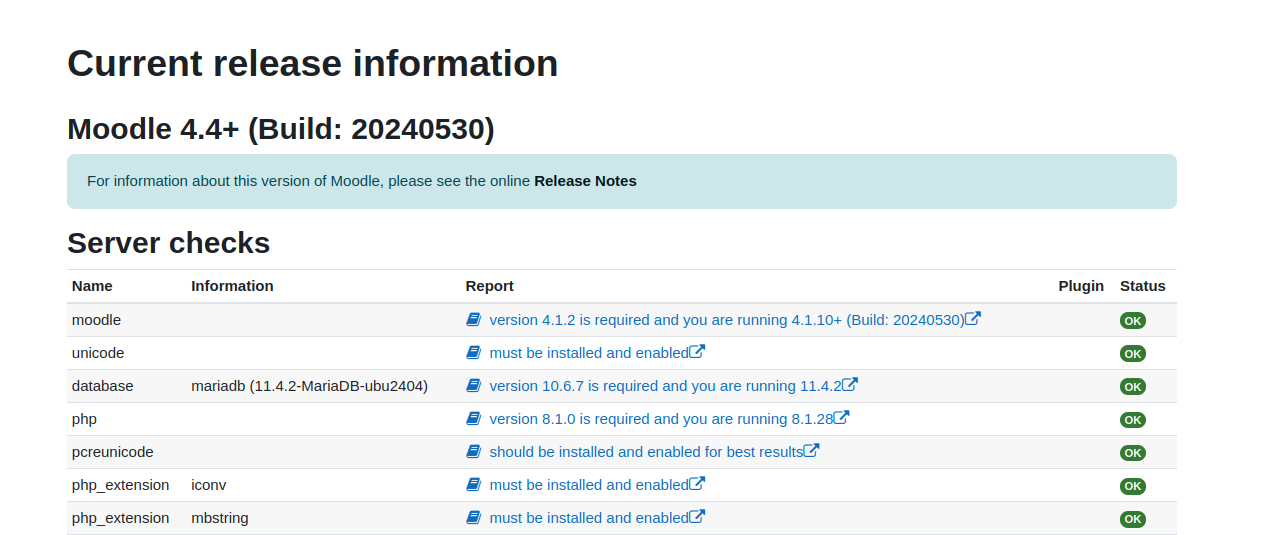 Current release information
Moodle 4.4+ (Build: 20240530)
For information about this version of Moodle, please see the online Release Notes
Server checks
Name Information Report Plugin Status
moodle version 4.1.2 is required and you are running 4.1.10+ (Build: 20240530) OK
unicode must be installed and enabled OK
database mariadb (11.4.2-MariaDB-ubu2404) version 10.6.7 is required and you are running 11.4.2 OK
php version 8.1.0 is required and you are running 8.1.28 OK
pcreunicode should be installed and enabled for best results OK
php_extension iconv must be installed and enabled OK
php_extension mbstring must be installed and enabled OK